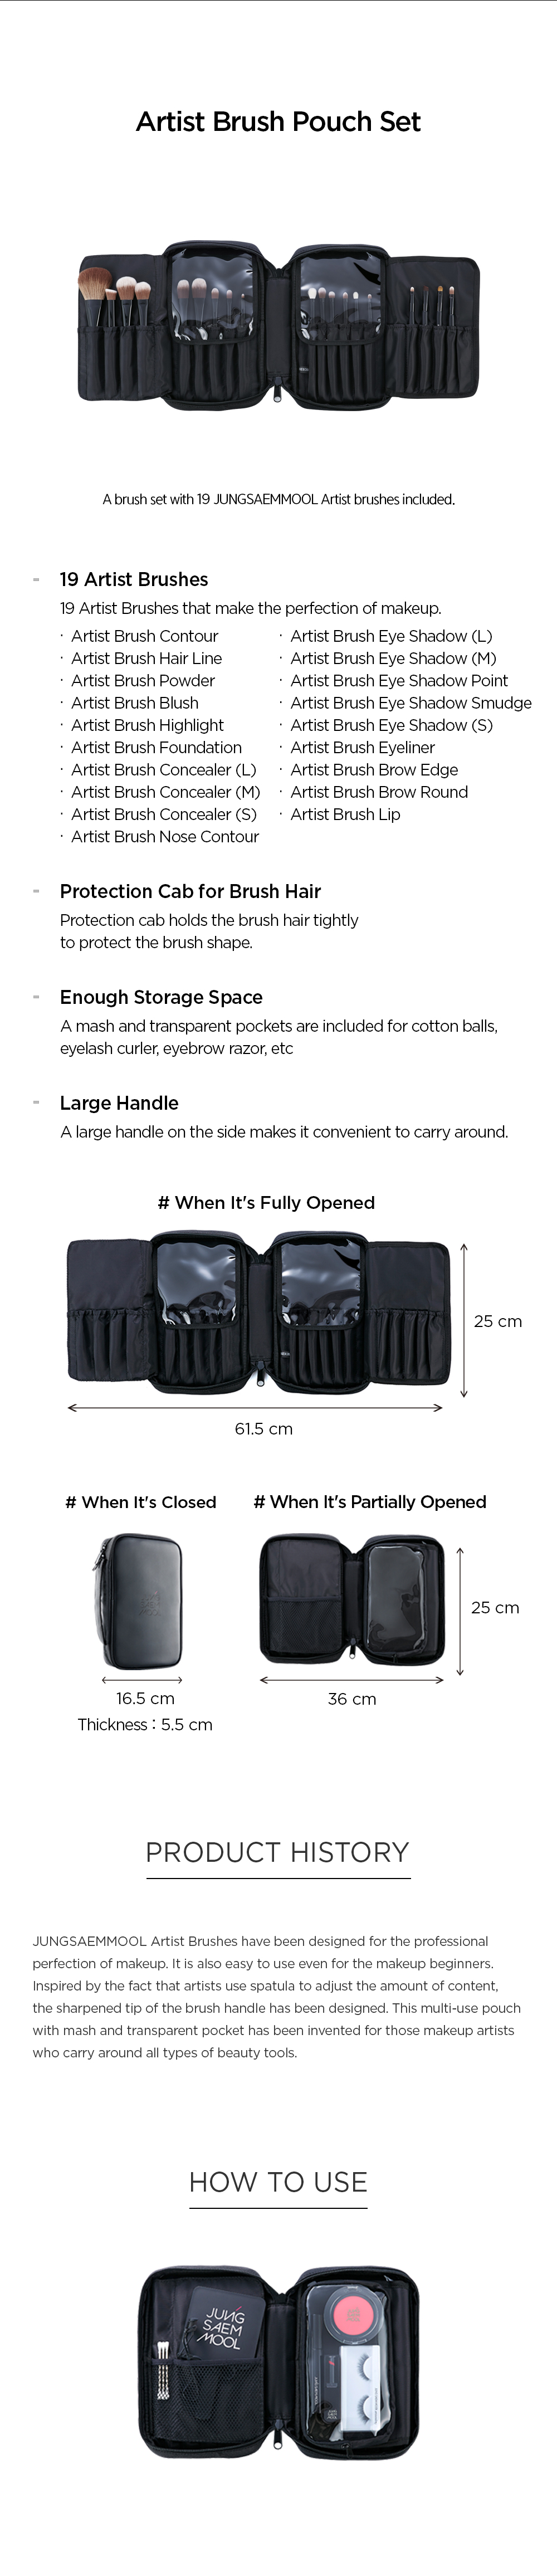 Artist Brush Pouch Set
A brush set with 19 JUNGSAEMMOOL Artist brushes included.
- 19 Artist Brushes
19 Artist Brushes that make the perfection of makeup.
· Artist Brush Contour
· Artist Brush Hair Line
· Artist Brush Powder
· Artist Brush Blush
· Artist Brush Highlight
· Artist Brush Foundation
· Artist Brush Concealer (L)
· Artist Brush Concealer (M)
· Artist Brush Concealer (S)
· Artist Brush Nose Contour
· Artist Brush Eye Shadow (L)
· Artist Brush Eye Shadow (M)
· Artist Brush Eye Shadow Point
· Artist Brush Eye Shadow Smudge
· Artist Brush Eye Shadow (S)
· Artist Brush Eyeliner
· Artist Brush Brow Edge
· Artist Brush Brow Round
· Artist Brush Lip
- Protection Cab for Brush Hair
Protection cab holds the brush hair tightly
to protect the brush shape.
- Enough Storage Space
A mash and transparent pockets are included for cotton balls,
eyelash curler, eyebrow razor, etc
- Large Handle
A large handle on the side makes it convenient to carry around.
# When It's Fully Opened
25 cm
61.5 cm
# When It's Closed
16.5 cm
Thickness : 5.5 cm
# When It's Partially Opened
25 cm
36 cm
PRODUCT HISTORY
JUNGSAEMMOOL Artist Brushes have been designed for the professional
perfection of makeup. It is also easy to use even for the makeup beginners.
Inspired by the fact that artists use spatula to adjust the amount of content,
the sharpened tip of the brush handle has been designed. This multi-use pouch
with mash and transparent pocket has been invented for those makeup artists
who carry around all types of beauty tools.
HOW TO USE
JUNG
SAEM
MOOL